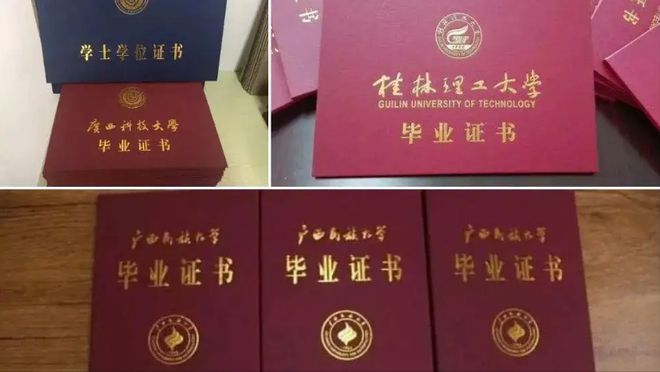 学士学位证书
广西科技大学
毕业证书
桂林理工大学
GUILIN UNIVERSITY OF TECHNOLOGY
毕业证书
广西民族大学
毕业证书
广西民族大学
毕业证书
广西民族大学
毕业证书